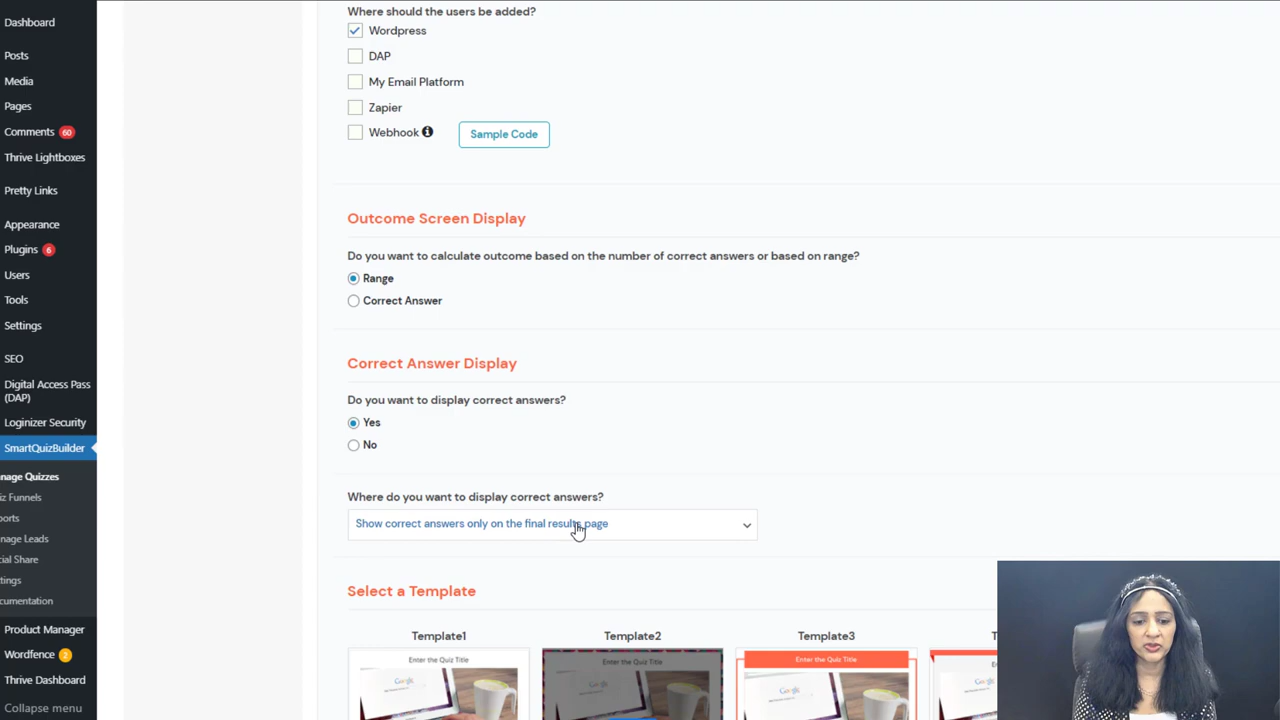 Dashboard
Posts
Media
Pages
Comments 60
Thrive Lightboxes
Pretty Links
Appearance
Plugins 6
Users
Tools
Settings
SEO
Digital Access Pass
(DAP)
Loginizer Security
SmartQuizBuilder
nage Quizzes
iz Funnels
ports
nage Leads
cial Share
ttings
cumentation
Product Manager
Wordfence 2
Thrive Dashboard
Collapse menu
Where should the users be added?
Wordpress
DAP
My Email Platform
Zapier
Webhook
Sample Code
Outcome Screen Display
Do you want to calculate outcome based on the number of correct answers or based on range?
Range
Correct Answer
Correct Answer Display
Do you want to display correct answers?
Yes
No
Where do you want to display correct answers?
Show correct answers only on the final results page
Select a Template
Template1
Template2
Template3
T
Enter the Quiz Title
Enter the Quiz Title
Enter the Quiz Title
Google
Google
Google